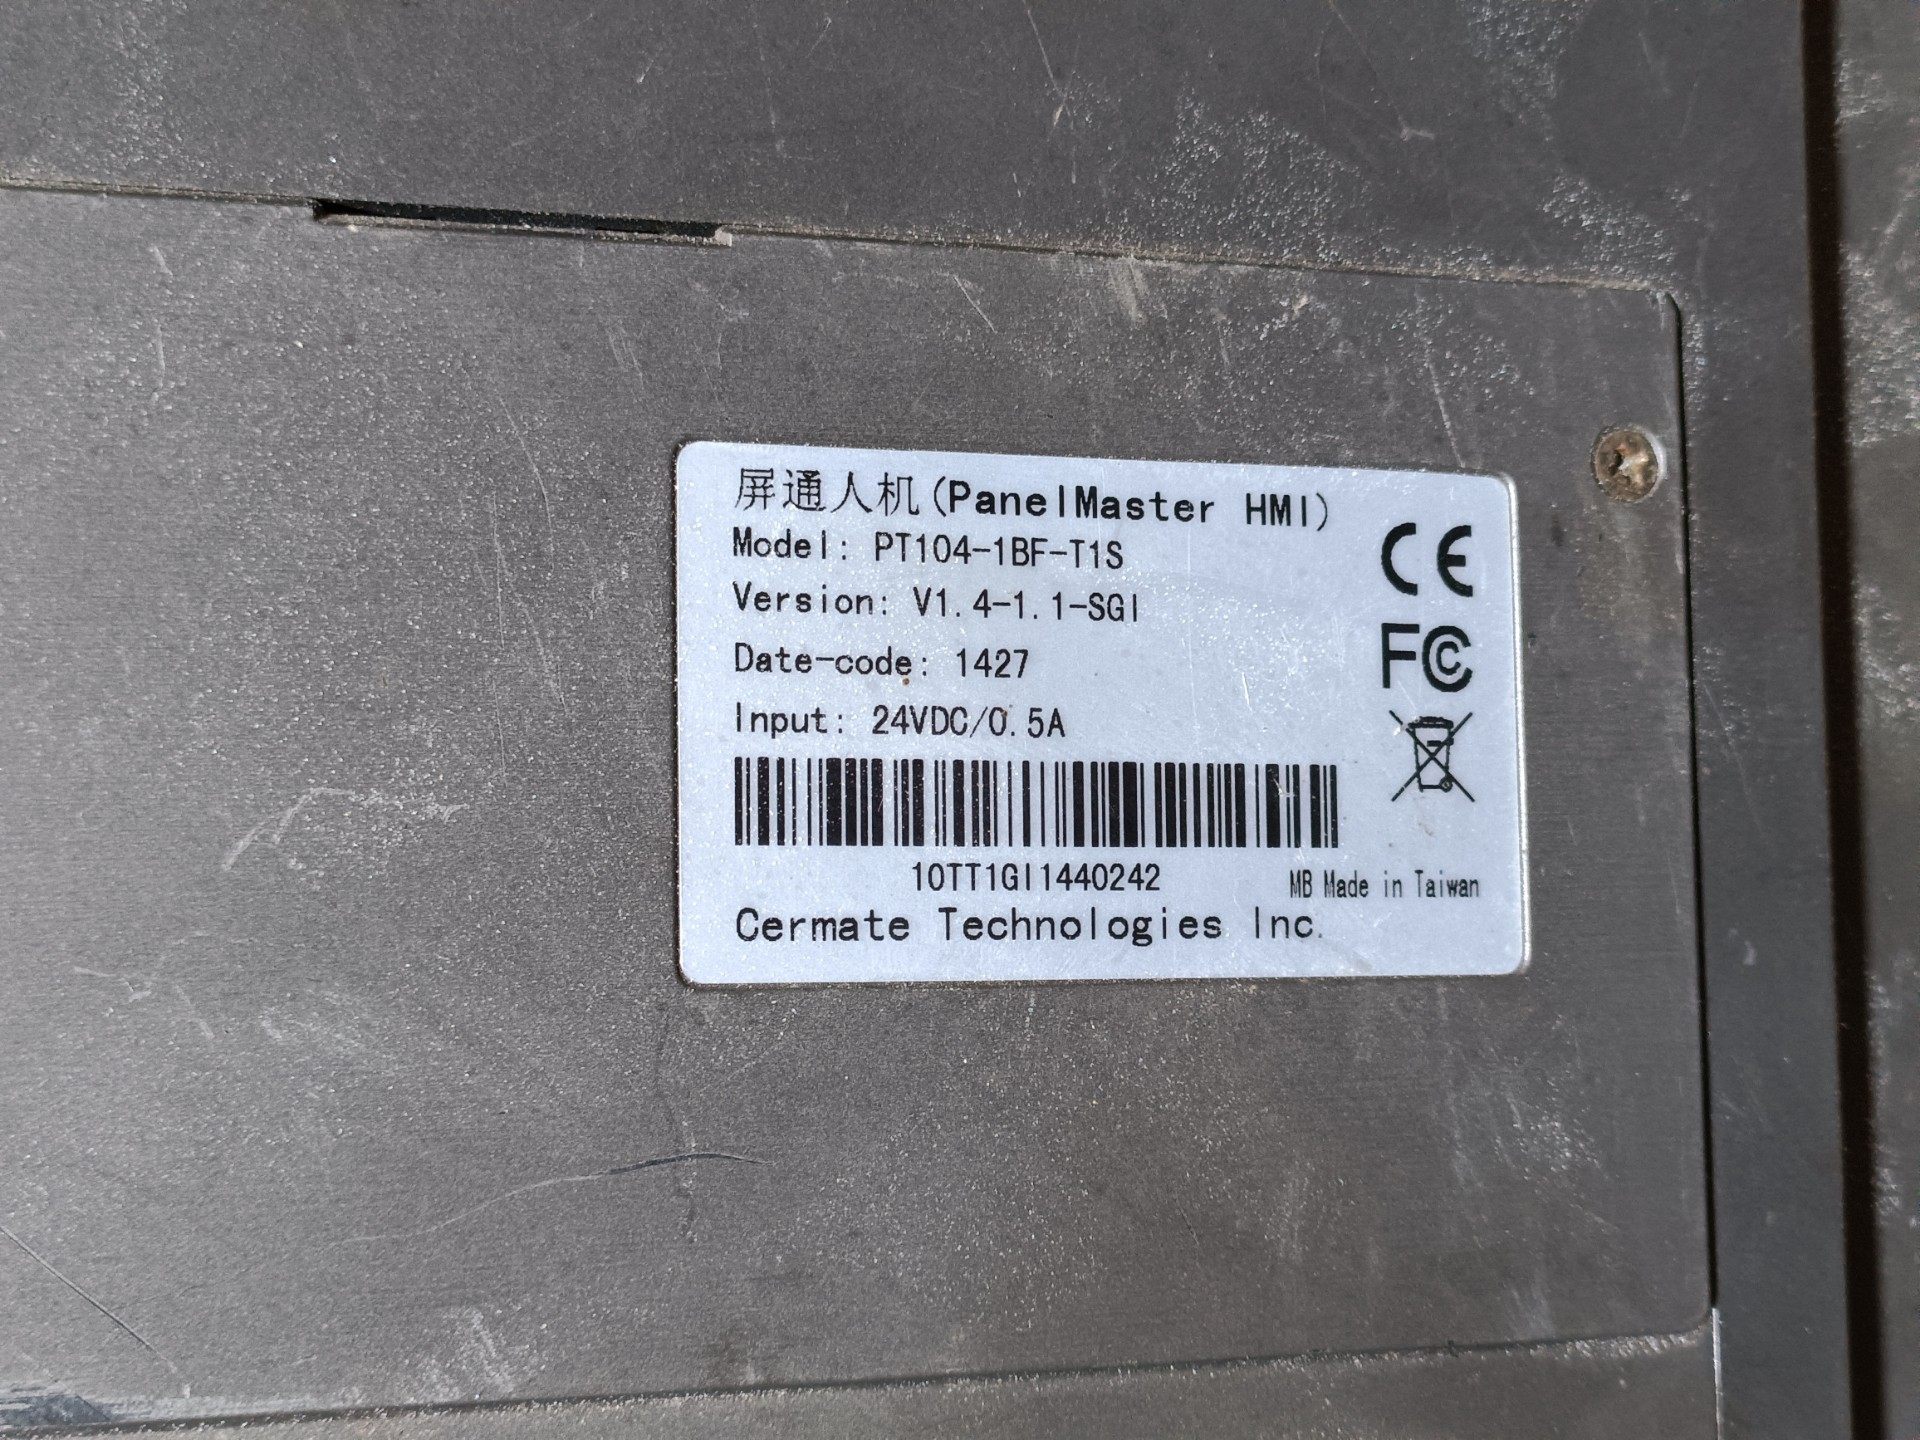 屏通人机(PanelMaster HMI)
Model: PT104-1BF-T1S
Version: V1.4-1.1-SGI
Date-code: 1427
Input: 24VDC/0.5A
CE
FC
10TT1GI1440242
MB Made in Taiwan
Cermate Technologies Inc.